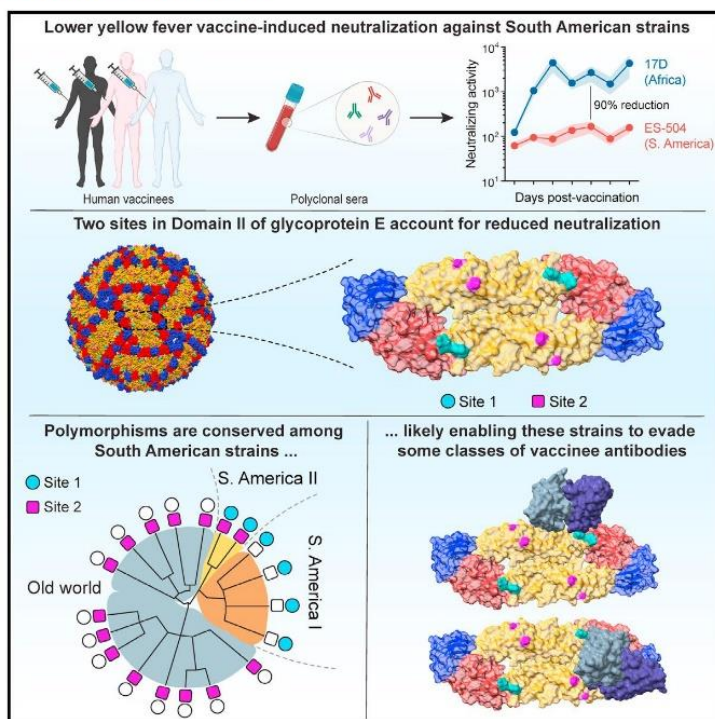 Lower yellow fever vaccine-induced neutralization against South American strains
Human vaccinees
Polyclonal sera
Neutralizing activity
10⁴
10³
10²
10¹
17D
(Africa)
90% reduction
ES-504
(S. America)
Days post-vaccination
Two sites in Domain II of glycoprotein E account for reduced neutralization
Site 1
Site 2
Polymorphisms are conserved among
South American strains ...
Site 1
Site 2
S. America II
S. America I
Old world
... likely enabling these strains to evade
some classes of vaccinee antibodies